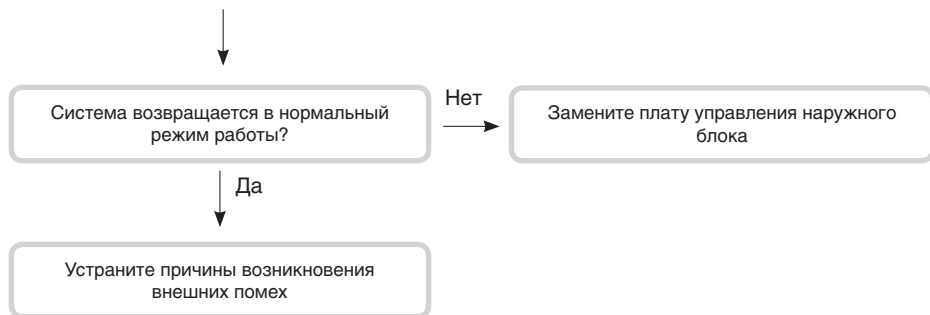 Система возвращается в нормальный
режим работы?
Нет
Замените плату управления наружного
блока
Да
Устраните причины возникновения
внешних помех